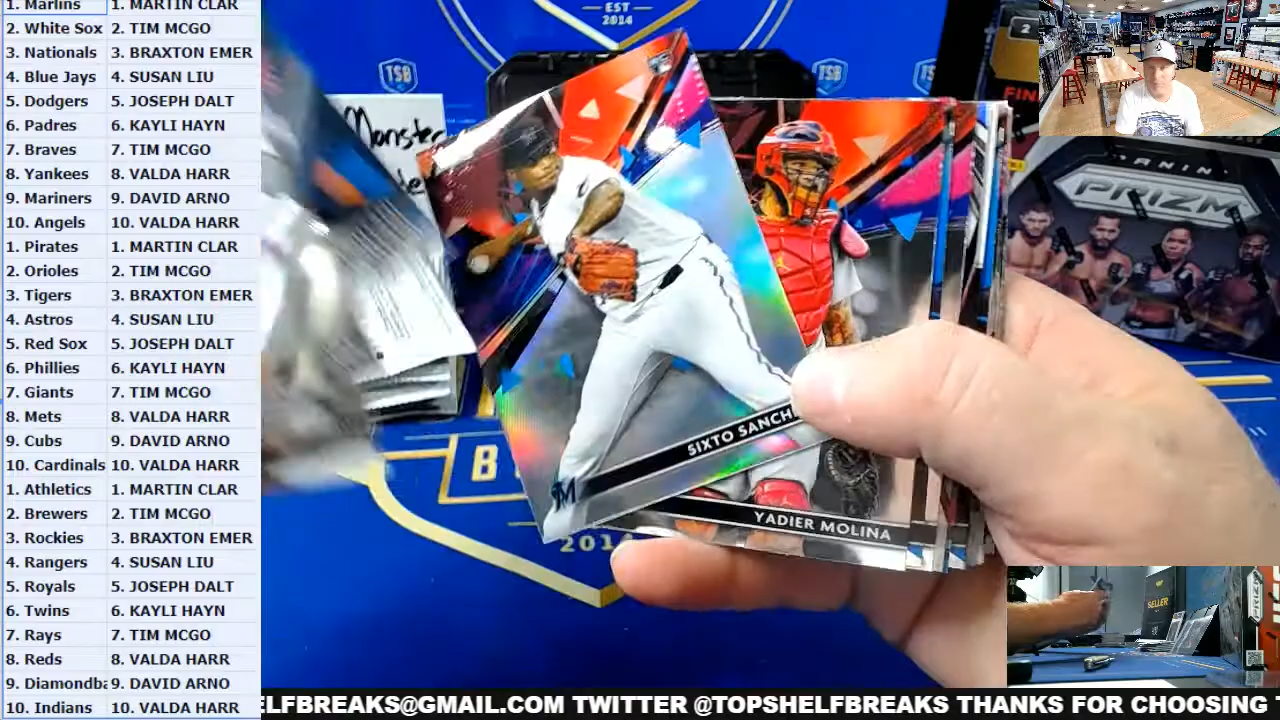 1. Marlins 1. MARTIN CLAR
2. White Sox 2. TIM MCGO
3. Nationals 3. BRAXTON EMER
4. Blue Jays 4. SUSAN LIU
5. Dodgers 5. JOSEPH DALT
6. Padres 6. KAYLI HAYN
7. Braves 7. TIM MCGO
8. Yankees 8. VALDA HARR
9. Mariners 9. DAVID ARNO
10. Angels 10. VALDA HARR
1. Pirates 1. MARTIN CLAR
2. Orioles 2. TIM MCGO
3. Tigers 3. BRAXTON EMER
4. Astros 4. SUSAN LIU
5. Red Sox 5. JOSEPH DALT
6. Phillies 6. KAYLI HAYN
7. Giants 7. TIM MCGO
8. Mets 8. VALDA HARR
9. Cubs 9. DAVID ARNO
10. Cardinals 10. VALDA HARR
1. Athletics 1. MARTIN CLAR
2. Brewers 2. TIM MCGO
3. Rockies 3. BRAXTON EMER
4. Rangers 4. SUSAN LIU
5. Royals 5. JOSEPH DALT
6. Twins 6. KAYLI HAYN
7. Rays 7. TIM MCGO
8. Reds 8. VALDA HARR
9. Diamondba 9. DAVID ARNO
10. Indians 10. VALDA HARR
EST
2014
TSB
TSB
Monster
2
FIN
PANINI
PRIZM
SIXTO SANCH
M
YADIER MOLINA
B
2014
SELLER
PRIZM
ELFBREAKS@GMAIL.COM TWITTER @TOPSHELFBREAKS THANKS FOR CHOOSING